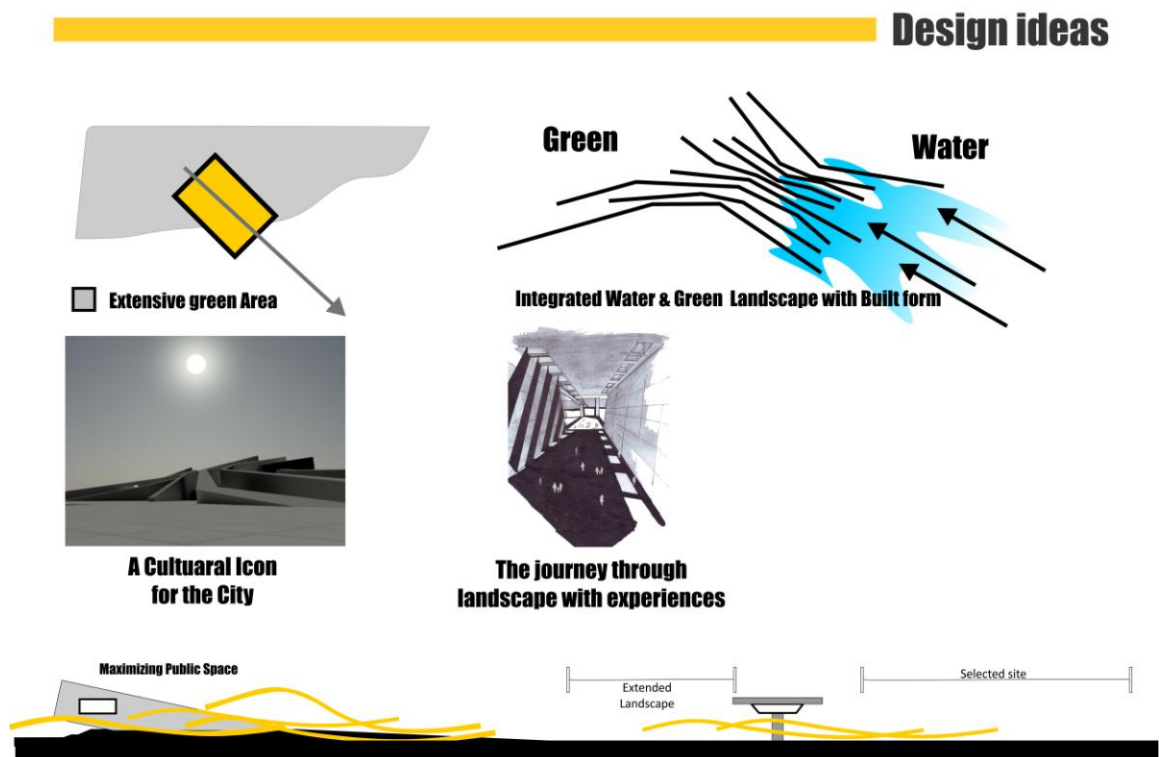 Design ideas
Green
Water
Extensive green Area
Integrated Water & Green Landscape with Built form
A Cultuaral Icon
for the City
The journey through
landscape with experiences
Maximizing Public Space
Extended
Landscape
Selected site